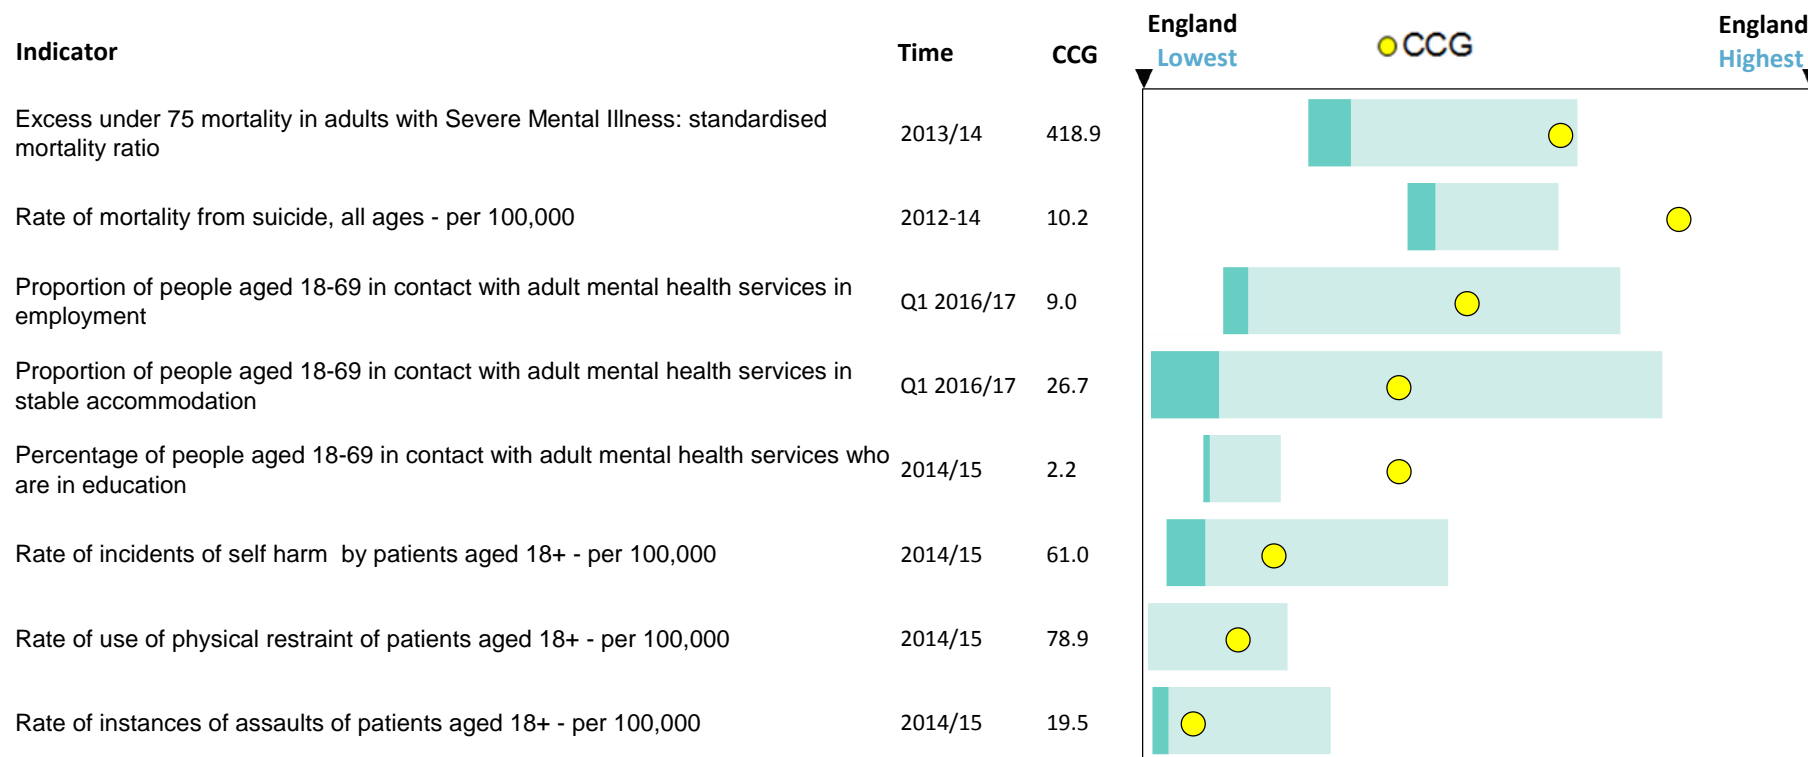 Indicator Time CCG England Lowest CCG England Highest
Excess under 75 mortality in adults with Severe Mental Illness: standardised
mortality ratio
2013/14 418.9
Rate of mortality from suicide, all ages - per 100,000 2012-14 10.2
Proportion of people aged 18-69 in contact with adult mental health services in
employment
Q1 2016/17 9.0
Proportion of people aged 18-69 in contact with adult mental health services in
stable accommodation
Q1 2016/17 26.7
Percentage of people aged 18-69 in contact with adult mental health services who
are in education
2014/15 2.2
Rate of incidents of self harm  by patients aged 18+ - per 100,000 2014/15 61.0
Rate of use of physical restraint of patients aged 18+ - per 100,000 2014/15 78.9
Rate of instances of assaults of patients aged 18+ - per 100,000 2014/15 19.5